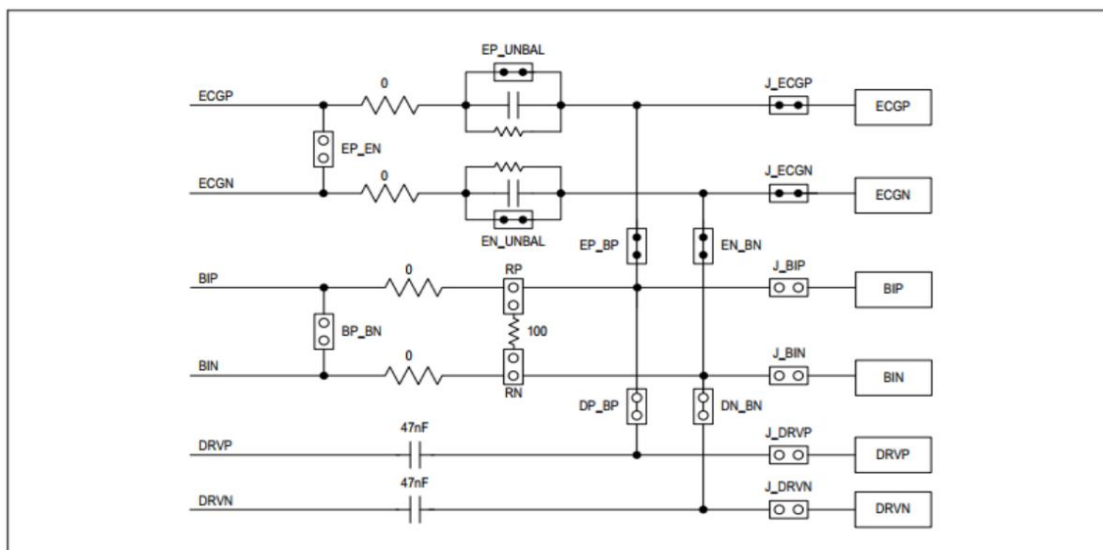 EP_UNBAL
0
J_ECGP
ECGP
ECGP
EP_EN
0
J_ECGN
ECGN
ECGN
EN_UNBAL
EP_BP
EN_BN
0
RP
J_BIP
BIP
BIP
BP_BN
100
0
J_BIN
BIN
BIN
RN
DP_BP
DN_BN
47nF
J_DRVP
DRVP
DRVP
47nF
J_DRVN
DRVN
DRVN